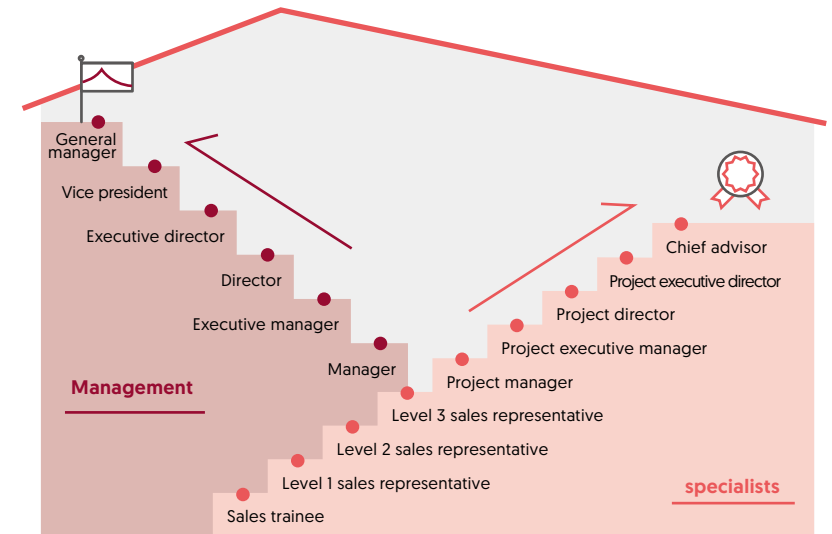 General
manager
Vice president
Executive director
Director
Executive manager
Manager
Management
Chief advisor
Project executive director
Project director
Project executive manager
Project manager
Level 3 sales representative
Level 2 sales representative
Level 1 sales representative
Sales trainee
specialists